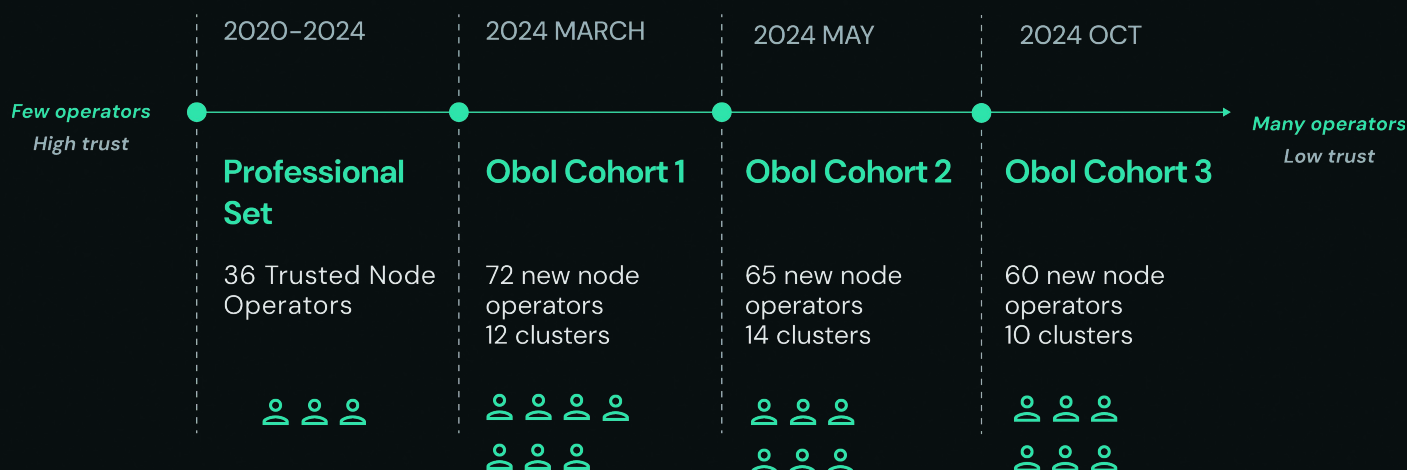 2020-2024
2024 MARCH
2024 MAY
2024 OCT
Few operators
High trust
Many operators
Low trust
Professional
Set
36 Trusted Node
Operators
Obol Cohort 1
72 new node
operators
12 clusters
Obol Cohort 2
65 new node
operators
14 clusters
Obol Cohort 3
60 new node
operators
10 clusters